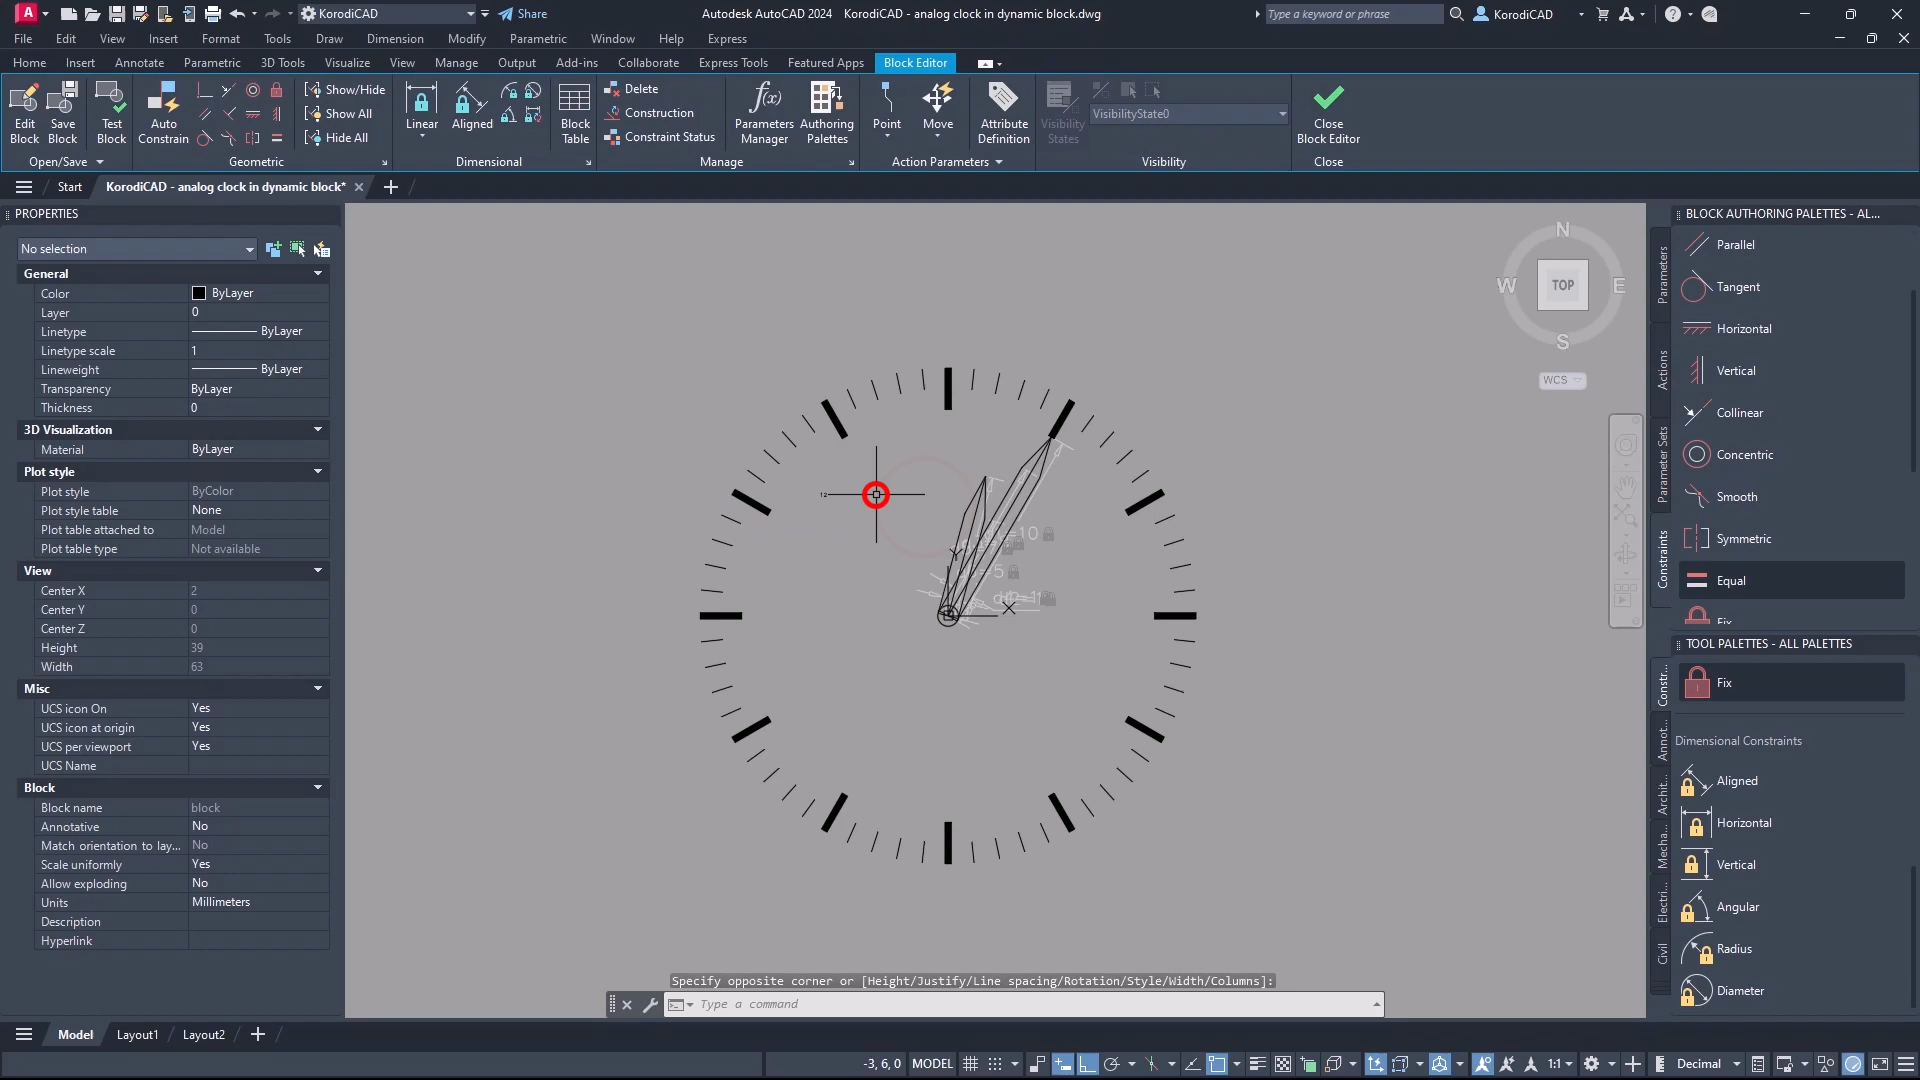 KorodiCAD
Share
Autodesk AutoCAD 2024 KorodiCAD - analog clock in dynamic block.dwg
Type a keyword or phrase
KorodiCAD
File Edit View Insert Format Tools Draw Dimension Modify Parametric Window Help Express
Home Insert Annotate Parametric 3D Tools Visualize View Manage Output Add-ins Collaborate Express Tools Featured Apps Block Editor
Edit Block
Save Block
Test Block
Open/Save
Auto Constrain
Show/Hide
Show All
Hide All
Geometric
Linear
Aligned
Block Table
Dimensional
Delete
Construction
Constraint Status
Parameters Manager
Authoring Palettes
Manage
Point
Move
Attribute Definition
Action Parameters
Visibility States
VisibilityState0
Visibility
Close Block Editor
Close
Start
KorodiCAD - analog clock in dynamic block*
PROPERTIES
No selection
General
Color ByLayer
Layer 0
Linetype ByLayer
Linetype scale 1
Lineweight ByLayer
Transparency ByLayer
Thickness 0
3D Visualization
Material ByLayer
Plot style
Plot style ByColor
Plot style table None
Plot table attached to Model
Plot table type Not available
View
Center X 2
Center Y 0
Center Z 0
Height 39
Width 63
Misc
UCS icon On Yes
UCS icon at origin Yes
UCS per viewport Yes
UCS Name
Block
Block name block
Annotative No
Match orientation to lay... No
Scale uniformly Yes
Allow exploding No
Units Millimeters
Description
Hyperlink
N
W TOP E
S
WCS
12
=10
=5
Y
X
BLOCK AUTHORING PALETTES - AL...
Parameters
Actions
Parameter Sets
Constraints
Parallel
Tangent
Horizontal
Vertical
Collinear
Concentric
Smooth
Symmetric
Equal
Fix
TOOL PALETTES - ALL PALETTES
Constr...
Annot...
Archit...
Mecha...
Electri...
Civil
Fix
Dimensional Constraints
Aligned
Horizontal
Vertical
Angular
Radius
Diameter
Specify opposite corner or [Height/Justify/Line spacing/Rotation/Style/Width/Columns]:
Type a command
Model Layout1 Layout2
-3, 6, 0 MODEL 1:1 Decimal